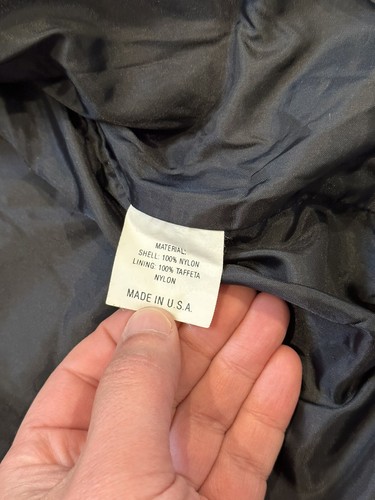 MATERIAL:
SHELL: 100% NYLON
LINING: 100% TAFFETA
NYLON
MADE IN U.S.A.